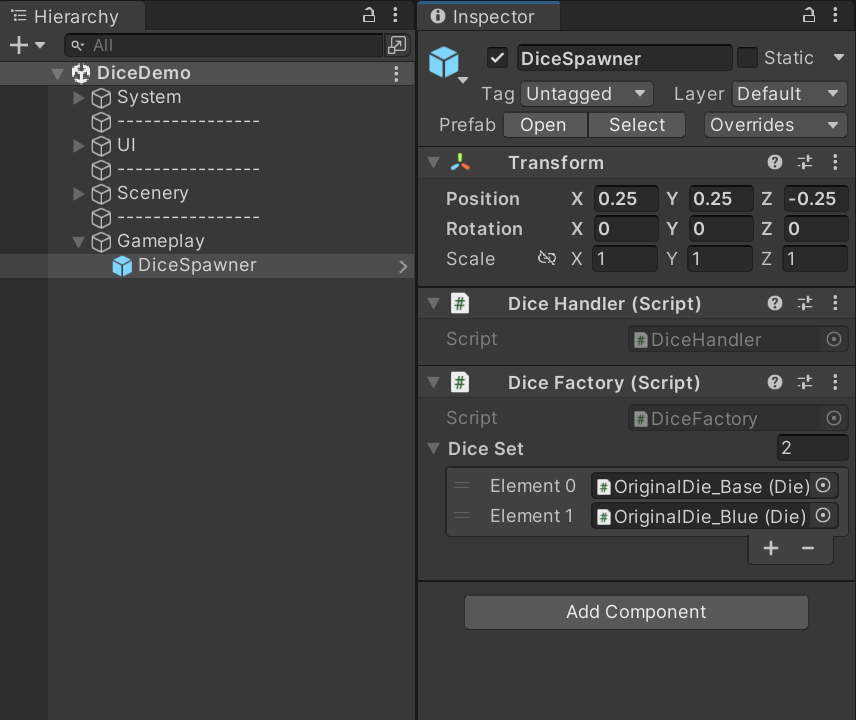 Hierarchy
All
DiceDemo
System
----------------
UI
----------------
Scenery
----------------
Gameplay
DiceSpawner
Inspector
DiceSpawner Static
Tag Untagged Layer Default
Prefab Open Select Overrides
Transform
Position X 0.25 Y 0.25 Z -0.25
Rotation X 0 Y 0 Z 0
Scale X 1 Y 1 Z 1
# Dice Handler (Script)
Script # DiceHandler
# Dice Factory (Script)
Script # DiceFactory
Dice Set 2
Element 0 # OriginalDie_Base (Die)
Element 1 # OriginalDie_Blue (Die)
+ −
Add Component